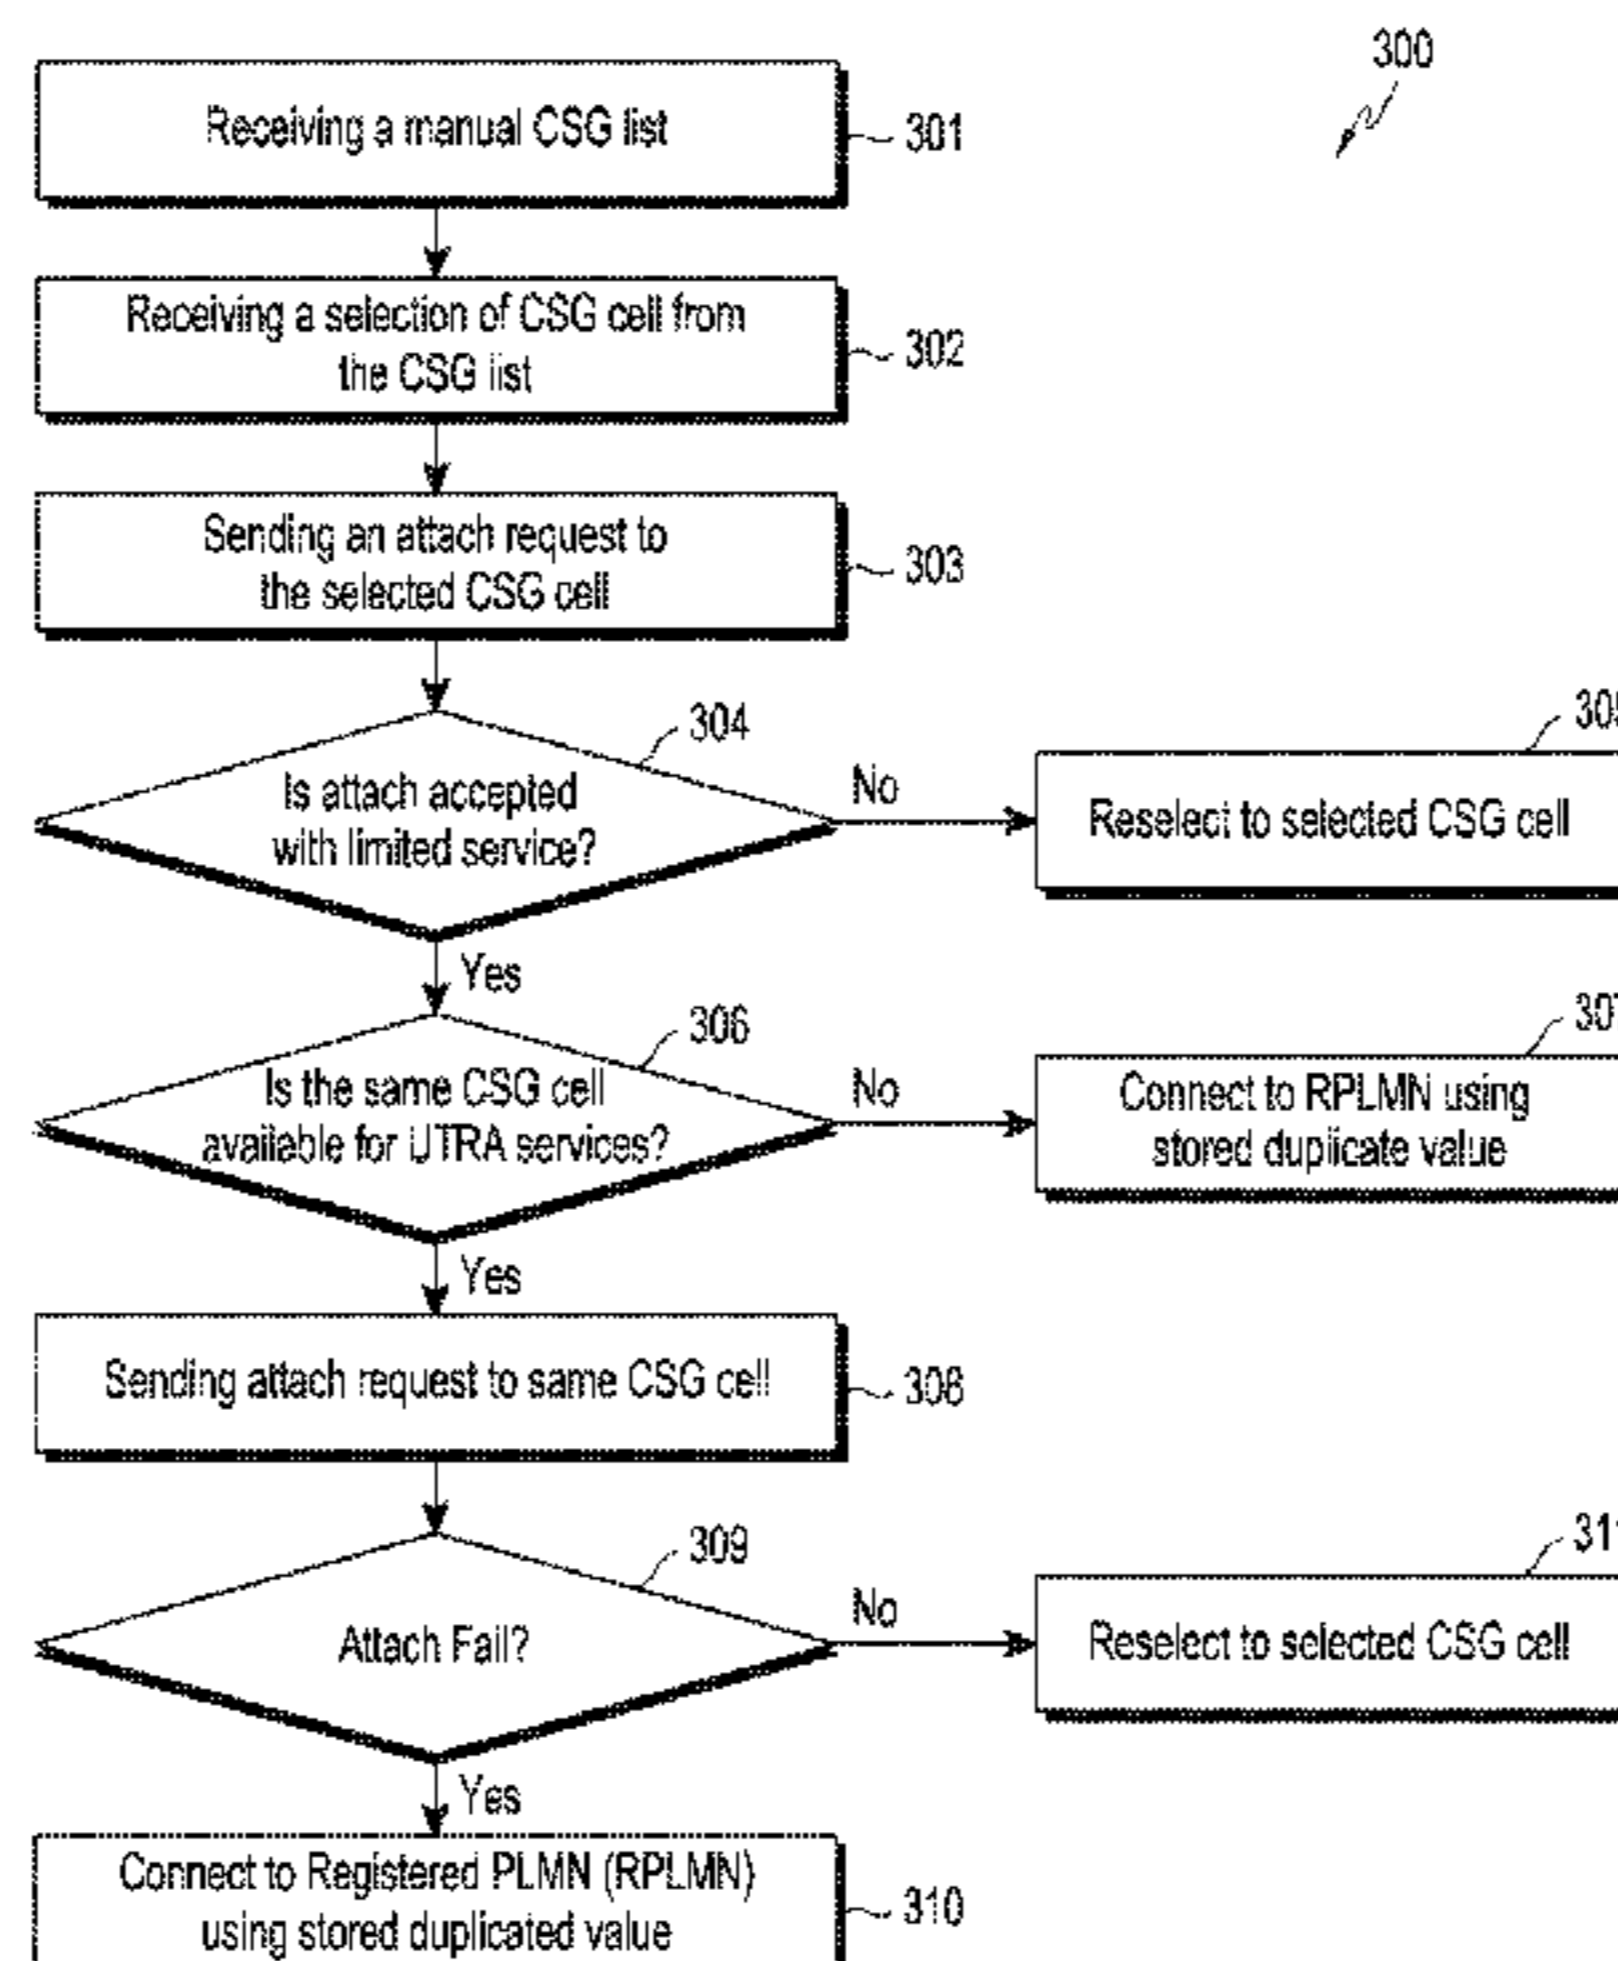 300
Receiving a manual CSG list
301
Receiving a selection of CSG cell from
the CSG list
302
Sending an attach request to
the selected CSG cell
303
304
Is attach accepted
with limited service?
No
305
Reselect to selected CSG cell
Yes
306
Is the same CSG cell
available for UTRA services?
No
307
Connect to RPLMN using
stored duplicate value
Yes
Sending attach request to same CSG cell
308
309
Attach Fail?
No
311
Reselect to selected CSG cell
Yes
Connect to Registered PLMN (RPLMN)
using stored duplicated value
310